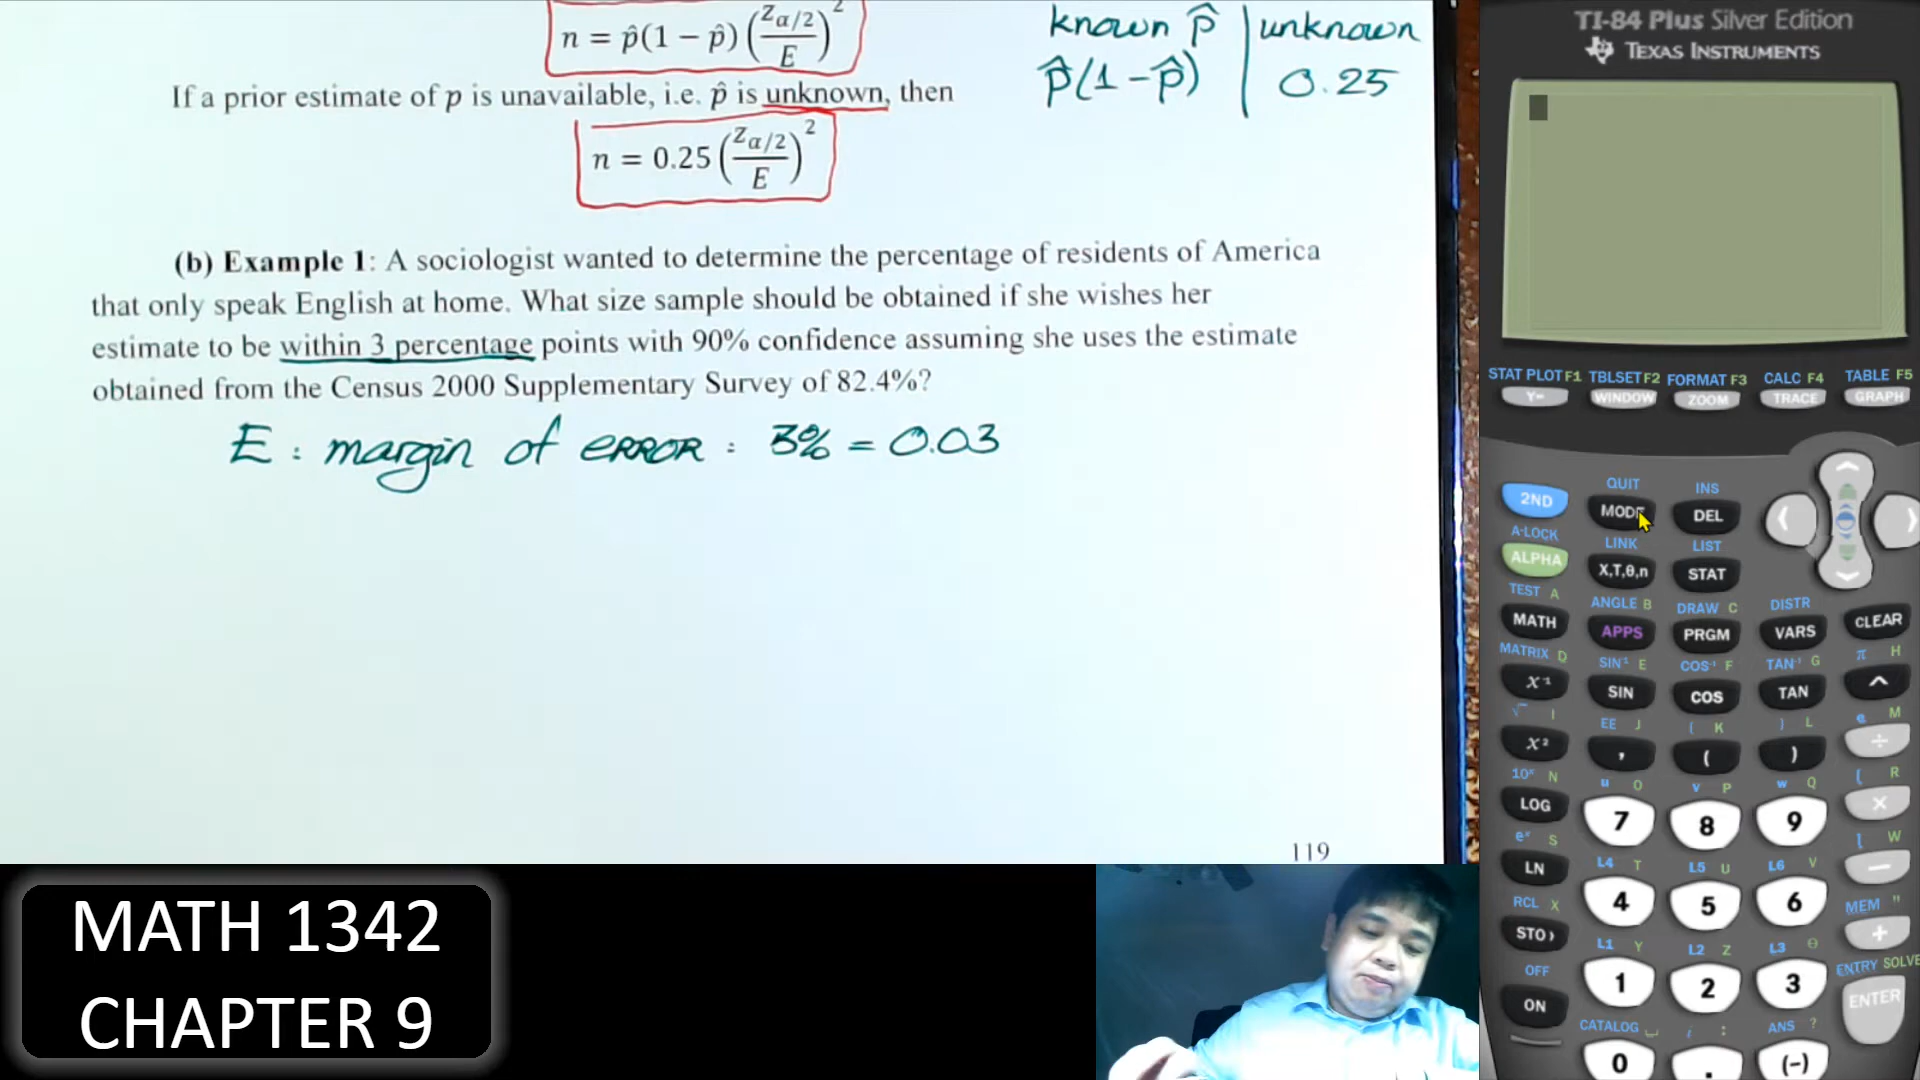 n = p̂(1 − p̂) (zα/2 / E)²
known p̂ | unknown
p̂(1 − p̂) | 0.25
If a prior estimate of p is unavailable, i.e. p̂ is unknown, then
n = 0.25 (zα/2 / E)²
(b) Example 1: A sociologist wanted to determine the percentage of residents of America
that only speak English at home. What size sample should be obtained if she wishes her
estimate to be within 3 percentage points with 90% confidence assuming she uses the estimate
obtained from the Census 2000 Supplementary Survey of 82.4%?
E : margin of ERROR : 3% = 0.03
119
MATH 1342
CHAPTER 9
TI-84 Plus Silver Edition
TEXAS INSTRUMENTS
STAT PLOT F1 TBLSET F2 FORMAT F3 CALC F4 TABLE F5
Y= WINDOW ZOOM TRACE GRAPH
QUIT INS
2ND MODE DEL
A-LOCK LINK LIST
ALPHA X,T,θ,n STAT
TEST A ANGLE B DRAW C DISTR
MATH APPS PRGM VARS CLEAR
MATRIX D SIN⁻¹ E COS⁻¹ F TAN⁻¹ G π H
x⁻¹ SIN COS TAN ^
√ I EE J ( K ) L e M
x² , ( ) ÷
10ˣ N u O v P w Q [ R
LOG 7 8 9 ×
eˣ S L4 T L5 U L6 V ] W
LN 4 5 6 −
RCL X L1 Y L2 Z L3 θ MEM "
STO› 1 2 3 +
OFF CATALOG i : ANS ? ENTRY SOLVE
ON 0 . (−) ENTER